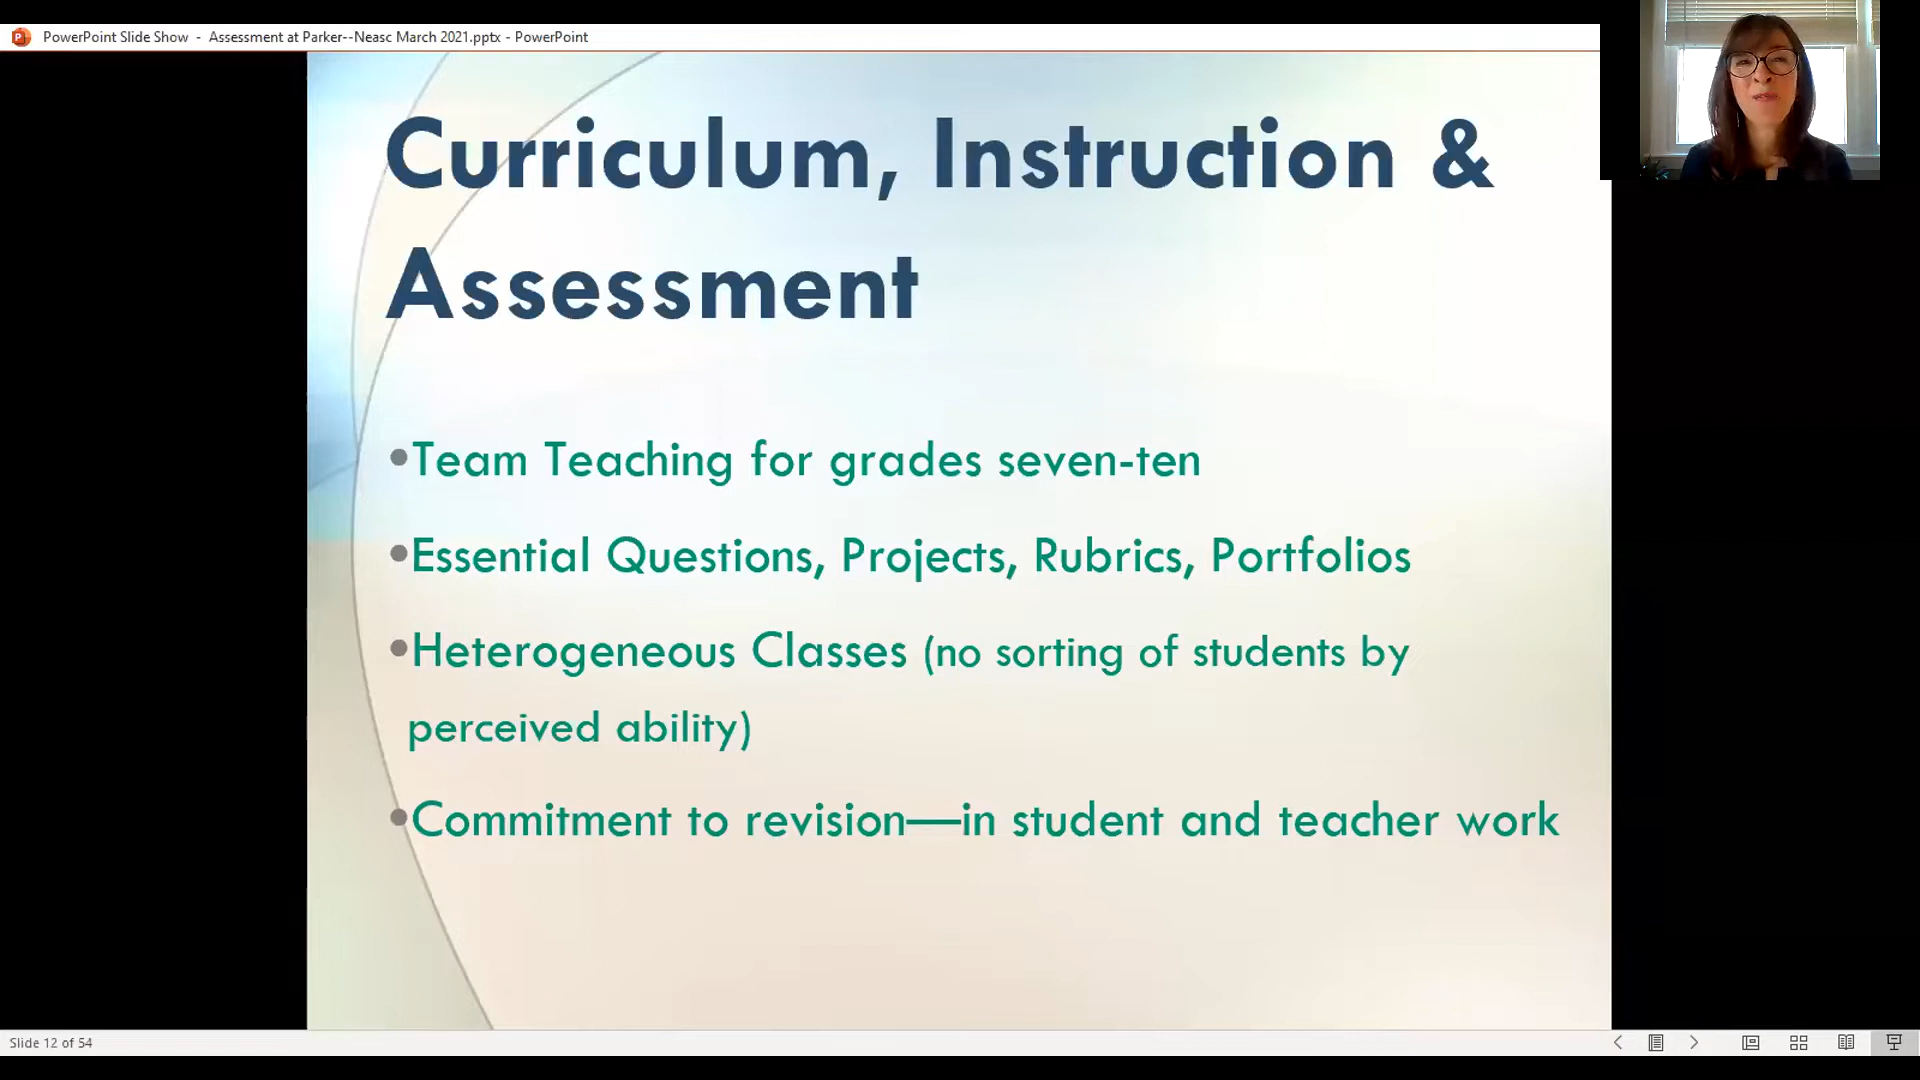 PowerPoint Slide Show - Assessment at Parker--Neasc March 2021.pptx - PowerPoint
Curriculum, Instruction &
Assessment
•Team Teaching for grades seven-ten
•Essential Questions, Projects, Rubrics, Portfolios
•Heterogeneous Classes (no sorting of students by
perceived ability)
•Commitment to revision—in student and teacher work
Slide 12 of 54